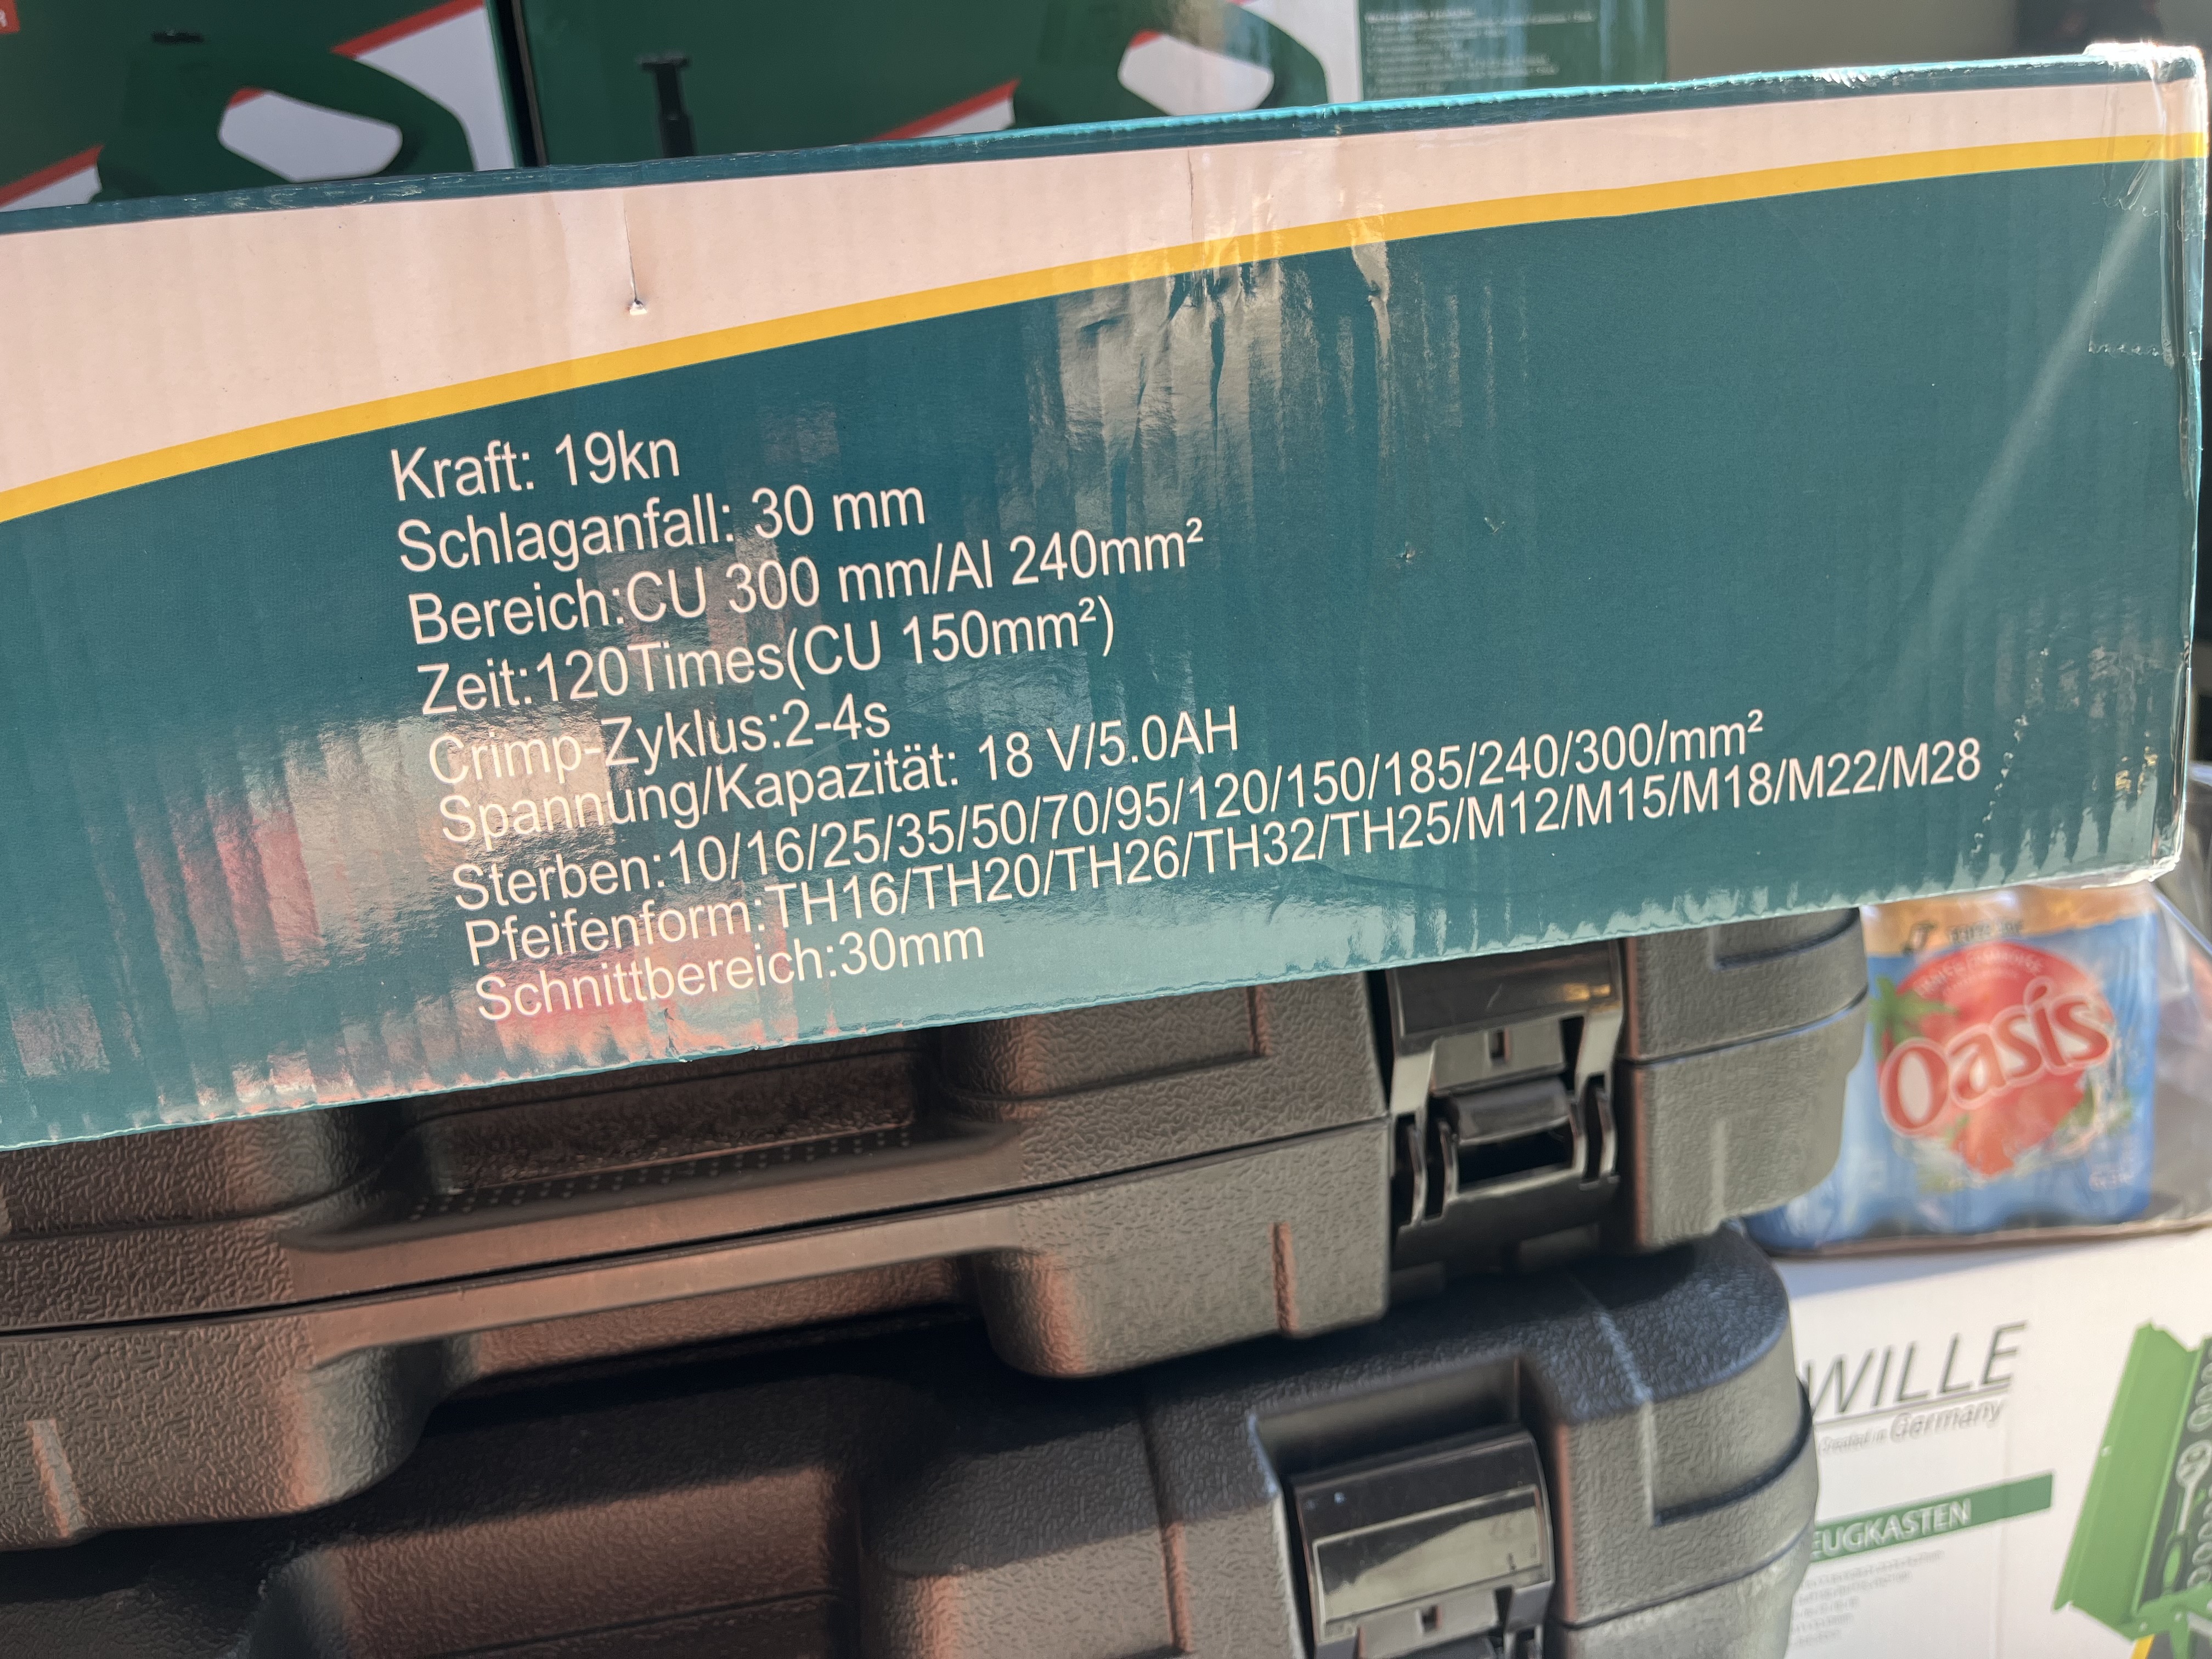 Kraft: 19kn
Schlaganfall: 30 mm
Bereich:CU 300 mm/Al 240mm²
Zeit:120Times(CU 150mm²)
Crimp-Zyklus:2-4s
Spannung/Kapazität: 18 V/5.0AH
Sterben:10/16/25/35/50/70/95/120/150/185/240/300/mm²
Pfeifenform:TH16/TH20/TH26/TH32/TH25/M12/M15/M18/M22/M28
Schnittbereich:30mm
Oasis
WILLE
Created in Germany
EUGKASTEN